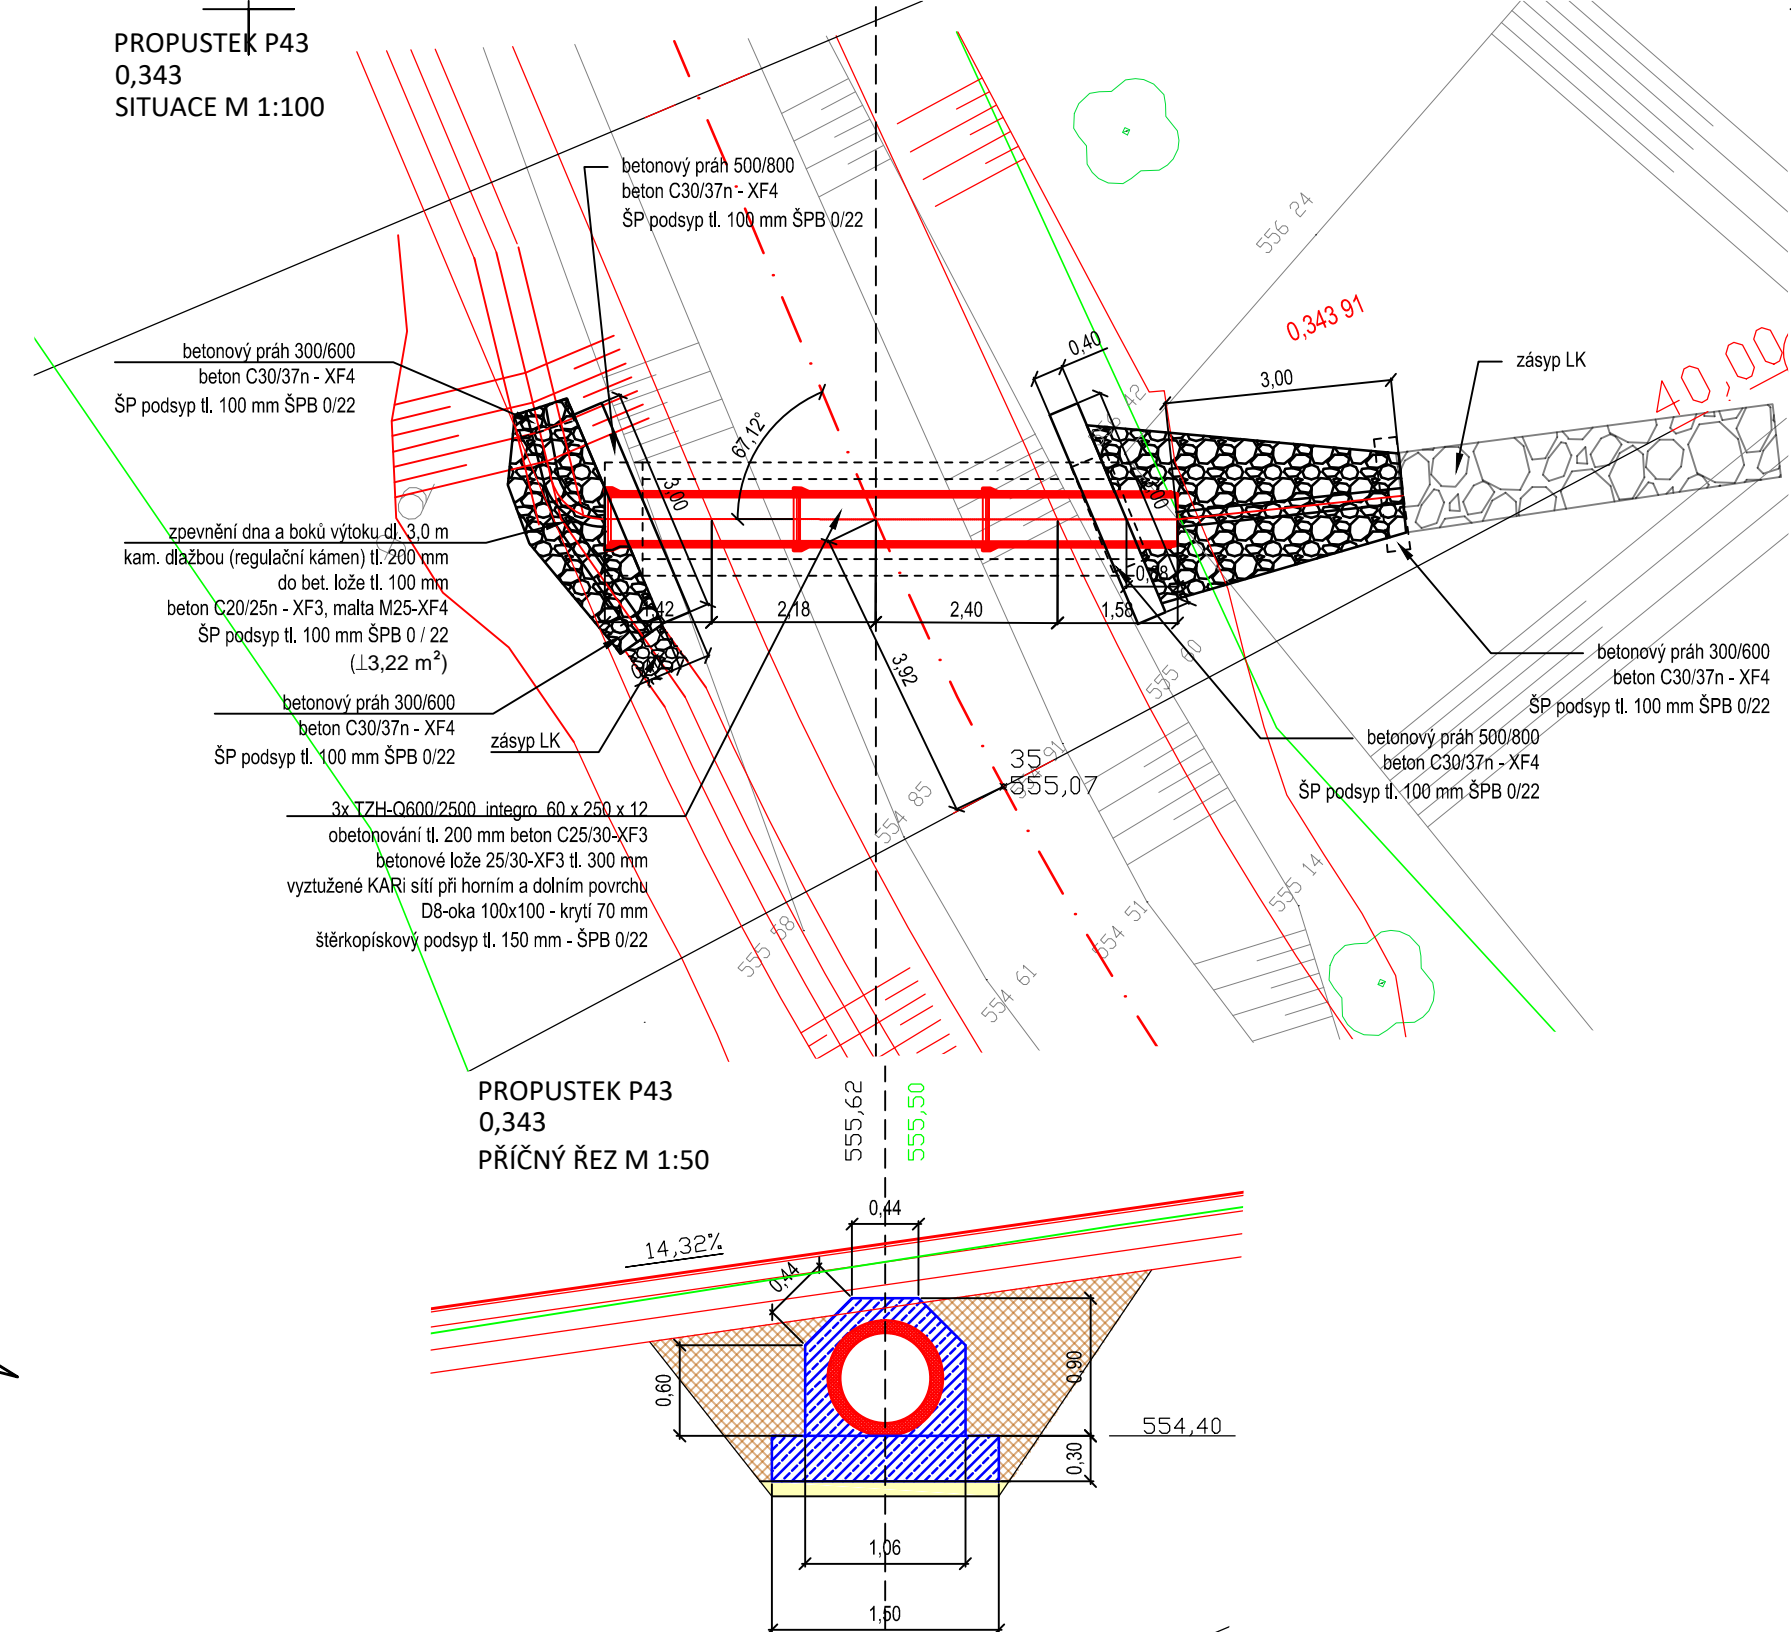 PROPUSTEK P43
0,343
SITUACE M 1:100
betonový práh 500/800
beton C30/37n - XF4
ŠP podsyp tl. 100 mm ŠPB 0/22
556 24
0,343 91
0,40
3,00
zásyp LK
40,00
betonový práh 300/600
beton C30/37n - XF4
ŠP podsyp tl. 100 mm ŠPB 0/22
67,12°
3,00
zpevnění dna a boků výtoku dl. 3,0 m
kam. dlažbou (regulační kámen) tl. 200 mm
do bet. lože tl. 100 mm
beton C20/25n - XF3, malta M25-XF4
ŠP podsyp tl. 100 mm ŠPB 0 / 22
(⊥3,22 m²)
1,42
2,18
2,40
1,58
3,92
555 60
betonový práh 300/600
beton C30/37n - XF4
ŠP podsyp tl. 100 mm ŠPB 0/22
betonový práh 300/600
beton C30/37n - XF4
ŠP podsyp tl. 100 mm ŠPB 0/22
zásyp LK
betonový práh 500/800
beton C30/37n - XF4
ŠP podsyp tl. 100 mm ŠPB 0/22
35
555,07
3x TZH-Q600/2500 integro 60 x 250 x 12
obetonování tl. 200 mm beton C25/30-XF3
betonové lože 25/30-XF3 tl. 300 mm
vyztužené KARi sítí při horním a dolním povrchu
D8-oka 100x100 - krytí 70 mm
štěrkopískový podsyp tl. 150 mm - ŠPB 0/22
554 85
555 14
554 51
555 58
554 61
PROPUSTEK P43
0,343
PŘÍČNÝ ŘEZ M 1:50
555,62
555,50
0,44
14,32%
0,44
0,60
0,90
554,40
0,30
1,06
1,50